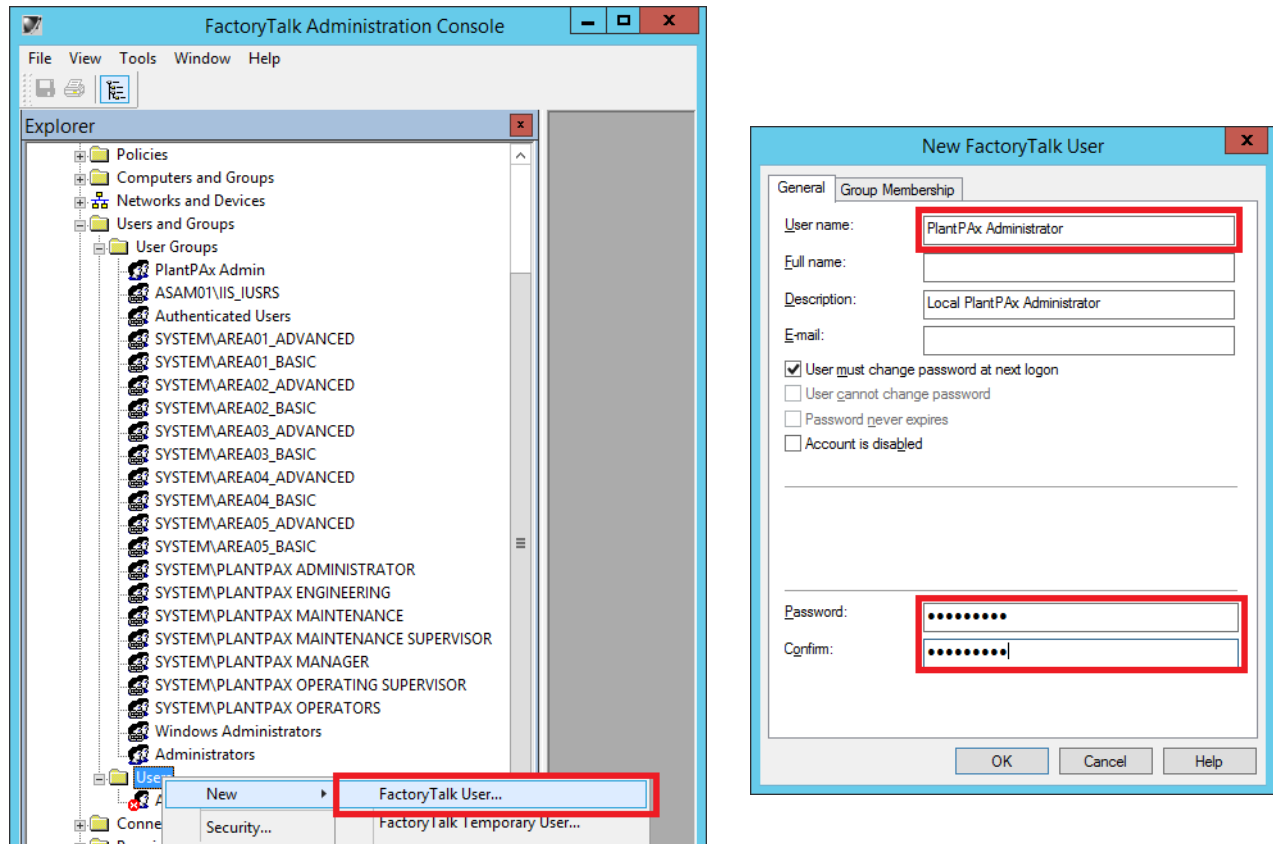 FactoryTalk Administration Console
File View Tools Window Help
Explorer
Policies
Computers and Groups
Networks and Devices
Users and Groups
User Groups
PlantPAx Admin
ASAM01\IIS_IUSRS
Authenticated Users
SYSTEM\AREA01_ADVANCED
SYSTEM\AREA01_BASIC
SYSTEM\AREA02_ADVANCED
SYSTEM\AREA02_BASIC
SYSTEM\AREA03_ADVANCED
SYSTEM\AREA03_BASIC
SYSTEM\AREA04_ADVANCED
SYSTEM\AREA04_BASIC
SYSTEM\AREA05_ADVANCED
SYSTEM\AREA05_BASIC
SYSTEM\PLANTPAX ADMINISTRATOR
SYSTEM\PLANTPAX ENGINEERING
SYSTEM\PLANTPAX MAINTENANCE
SYSTEM\PLANTPAX MAINTENANCE SUPERVISOR
SYSTEM\PLANTPAX MANAGER
SYSTEM\PLANTPAX OPERATING SUPERVISOR
SYSTEM\PLANTPAX OPERATORS
Windows Administrators
Administrators
Use
A
Conne
New
Security...
FactoryTalk User...
FactoryTalk Temporary User...
New FactoryTalk User
General Group Membership
User name: PlantPAx Administrator
Full name:
Description: Local PlantPAx Administrator
E-mail:
User must change password at next logon
User cannot change password
Password never expires
Account is disabled
Password: •••••••••
Confirm: •••••••••
OK Cancel Help